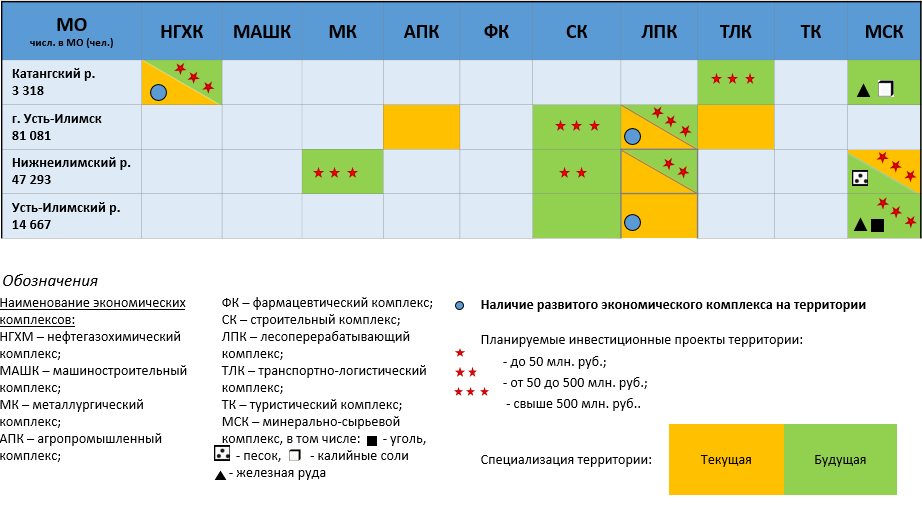 МО НГХК МАШК МК АПК ФК СК ЛПК ТЛК ТК МСК
числ. в МО (чел.)
Катангский р.
3 318
г. Усть-Илимск
81 081
Нижнеилимский р.
47 293
Усть-Илимский р.
14 667
Обозначения
Наименование экономических
комплексов:
НГХМ – нефтегазохимический
комплекс;
МАШК – машиностроительный
комплекс;
МК – металлургический
комплекс;
АПК – агропромышленный
комплекс;
ФК – фармацевтический комплекс;
СК – строительный комплекс;
ЛПК – лесоперерабатывающий
комплекс;
ТЛК – транспортно-логистический
комплекс;
ТК – туристический комплекс;
МСК – минерально-сырьевой
комплекс, в том числе: - уголь,
- песок, - калийные соли
- железная руда
Наличие развитого экономического комплекса на территории
Планируемые инвестиционные проекты территории:
- до 50 млн. руб.;
- от 50 до 500 млн. руб.;
- свыше 500 млн. руб..
Специализация территории: Текущая Будущая